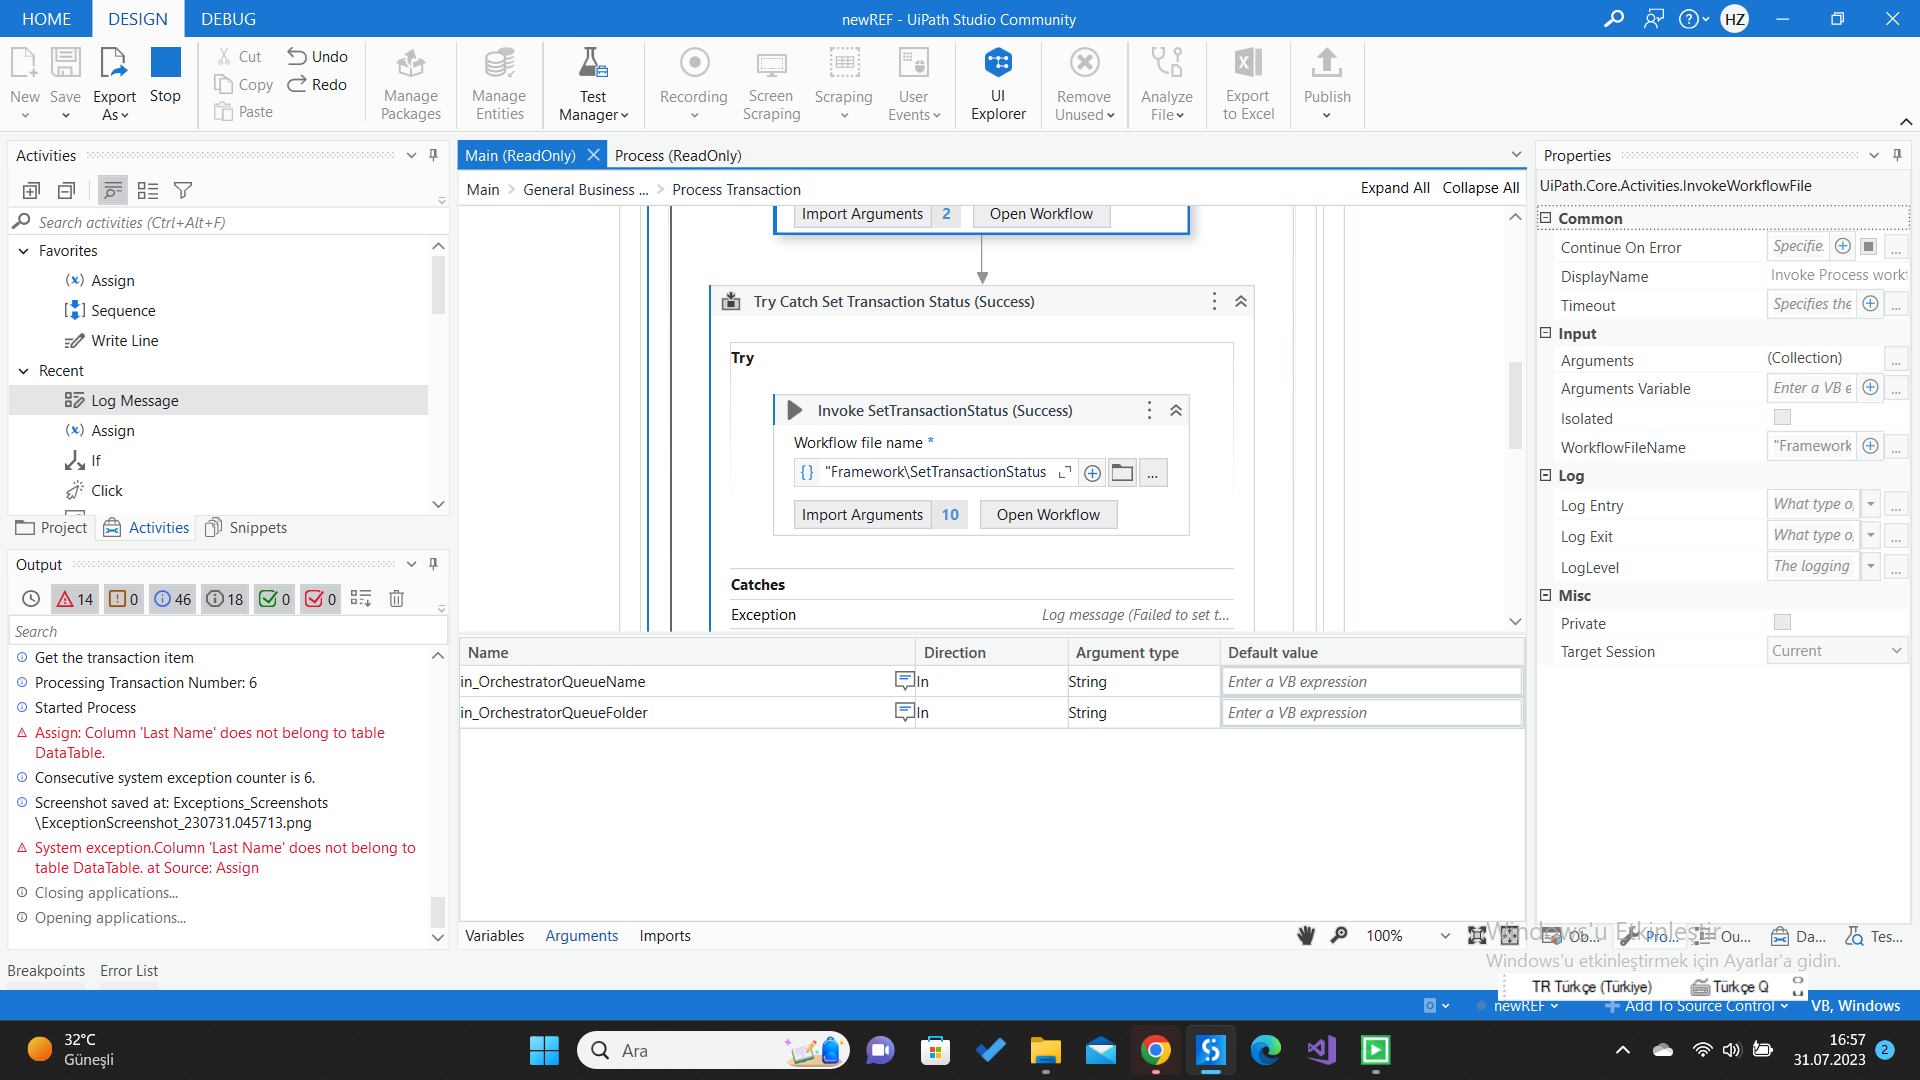 HOME DESIGN DEBUG newREF - UiPath Studio Community HZ
New Save Export As Stop Cut Copy Paste Undo Redo Manage Packages Manage Entities Test Manager Recording Screen Scraping Scraping User Events UI Explorer Remove Unused Analyze File Export to Excel Publish
Activities
Search activities (Ctrl+Alt+F)
Favorites
Assign
Sequence
Write Line
Recent
Log Message
Assign
If
Click
Project Activities Snippets
Output
14 0 46 18 0 0
Search
Get the transaction item
Processing Transaction Number: 6
Started Process
Assign: Column 'Last Name' does not belong to table
DataTable.
Consecutive system exception counter is 6.
Screenshot saved at: Exceptions_Screenshots
\ExceptionScreenshot_230731.045713.png
System exception.Column 'Last Name' does not belong to
table DataTable. at Source: Assign
Closing applications...
Opening applications...
Breakpoints Error List
Main (ReadOnly) Process (ReadOnly)
Main > General Business ... > Process Transaction Expand All Collapse All
Import Arguments 2 Open Workflow
Try Catch Set Transaction Status (Success)
Try
Invoke SetTransactionStatus (Success)
Workflow file name *
"Framework\SetTransactionStatus ...
Import Arguments 10 Open Workflow
Catches
Exception Log message (Failed to set t...
Name Direction Argument type Default value
in_OrchestratorQueueName In String Enter a VB expression
in_OrchestratorQueueFolder In String Enter a VB expression
Variables Arguments Imports 100%
Properties
UiPath.Core.Activities.InvokeWorkflowFile
Common
Continue On Error Specifie ...
DisplayName Invoke Process work
Timeout Specifies the ...
Input
Arguments (Collection) ...
Arguments Variable Enter a VB e ...
Isolated
WorkflowFileName "Framework ...
Log
Log Entry What type o ...
Log Exit What type o ...
LogLevel The logging ...
Misc
Private
Target Session Current
Windows'u Etkinleştir
Ob... Pro... Ou... Da... Tes...
Windows'u etkinleştirmek için Ayarlar'a gidin.
TR Türkçe (Türkiye) Türkçe Q
newREF Add To Source Control VB, Windows
32°C
Güneşli
Ara
16:57
31.07.2023
2